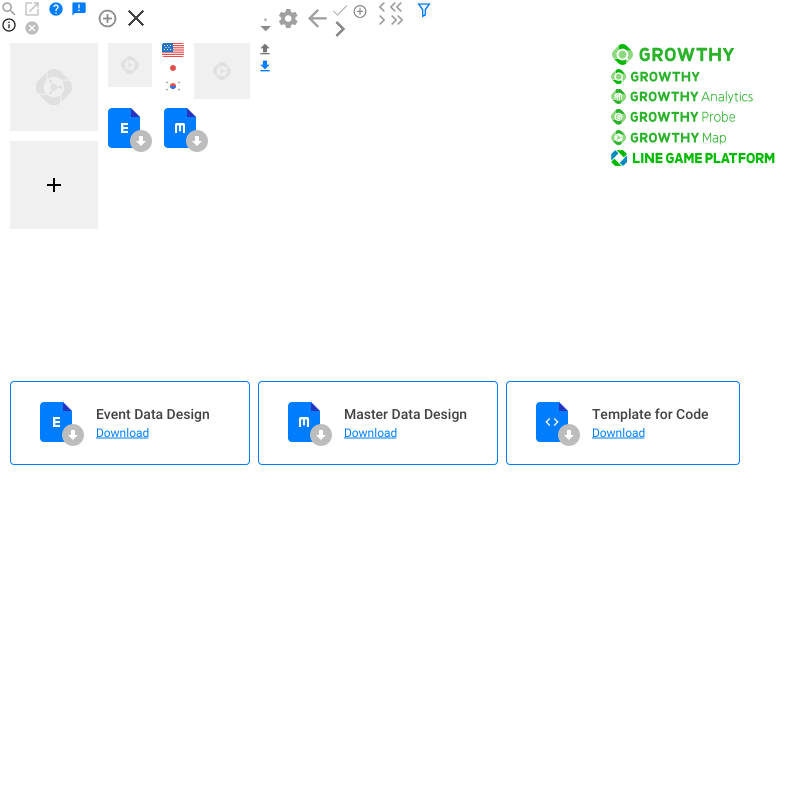 GROWTHY
GROWTHY
GROWTHY Analytics
GROWTHY Probe
GROWTHY Map
LINE GAME PLATFORM
E
m
E
Event Data Design
Download
m
Master Data Design
Download
<>
Template for Code
Download